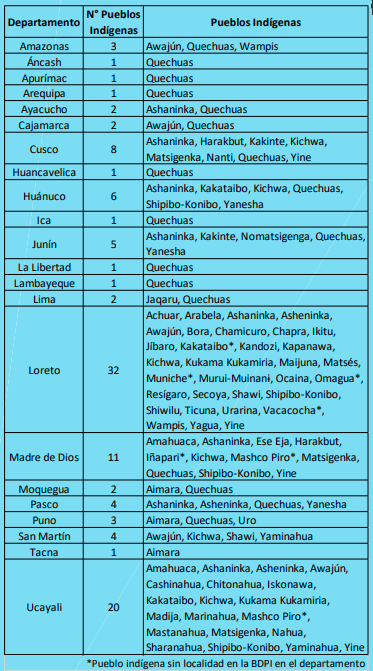 Departamento N° Pueblos Indígenas Pueblos Indígenas
Amazonas 3 Awajún, Quechuas, Wampis
Áncash 1 Quechuas
Apurímac 1 Quechuas
Arequipa 1 Quechuas
Ayacucho 2 Ashaninka, Quechuas
Cajamarca 2 Awajún, Quechuas
Cusco 8 Ashaninka, Harakbut, Kakinte, Kichwa,
Matsigenka, Nanti, Quechuas, Yine
Huancavelica 1 Quechuas
Huánuco 6 Ashaninka, Kakataibo, Kichwa, Quechuas,
Shipibo-Konibo, Yanesha
Ica 1 Quechuas
Junín 5 Ashaninka, Kakinte, Nomatsigenga, Quechuas,
Yanesha
La Libertad 1 Quechuas
Lambayeque 1 Quechuas
Lima 2 Jaqaru, Quechuas
Loreto 32 Achuar, Arabela, Ashaninka, Asheninka,
Awajún, Bora, Chamicuro, Chapra, Ikitu,
Jíbaro, Kakataibo*, Kandozi, Kapanawa,
Kichwa, Kukama Kukamiria, Maijuna, Matsés,
Muniche*, Murui-Muinani, Ocaina, Omagua*,
Resígaro, Secoya, Shawi, Shipibo-Konibo,
Shiwilu, Ticuna, Urarina, Vacacocha*,
Wampis, Yagua, Yine
Madre de Dios 11 Amahuaca, Ashaninka, Ese Eja, Harakbut,
Iñapari*, Kichwa, Mashco Piro*, Matsigenka,
Quechuas, Shipibo-Konibo, Yine
Moquegua 2 Aimara, Quechuas
Pasco 4 Ashaninka, Asheninka, Quechuas, Yanesha
Puno 3 Aimara, Quechuas, Uro
San Martín 4 Awajún, Kichwa, Shawi, Yaminahua
Tacna 1 Aimara
Ucayali 20 Amahuaca, Ashaninka, Asheninka, Awajún,
Cashinahua, Chitonahua, Iskonawa,
Kakataibo, Kichwa, Kukama Kukamiria,
Madija, Marinahua, Mashco Piro*,
Mastanahua, Matsigenka, Nahua,
Sharanahua, Shipibo-Konibo, Yaminahua, Yine
*Pueblo indígena sin localidad en la BDPI en el departamento